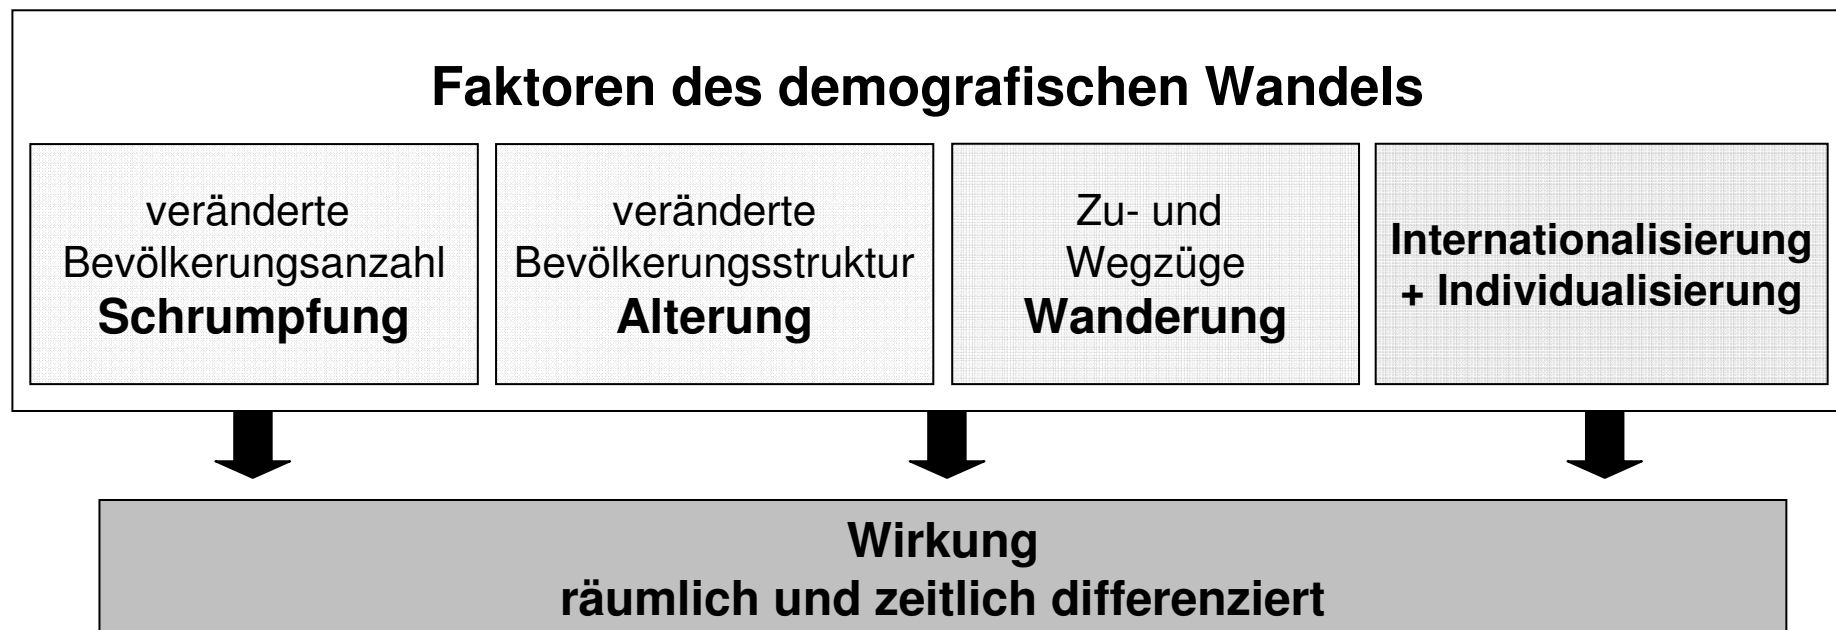 Faktoren des demografischen Wandels
veränderte
Bevölkerungsanzahl
Schrumpfung
veränderte
Bevölkerungsstruktur
Alterung
Zu- und
Wegzüge
Wanderung
Internationalisierung
+ Individualisierung
Wirkung
räumlich und zeitlich differenziert